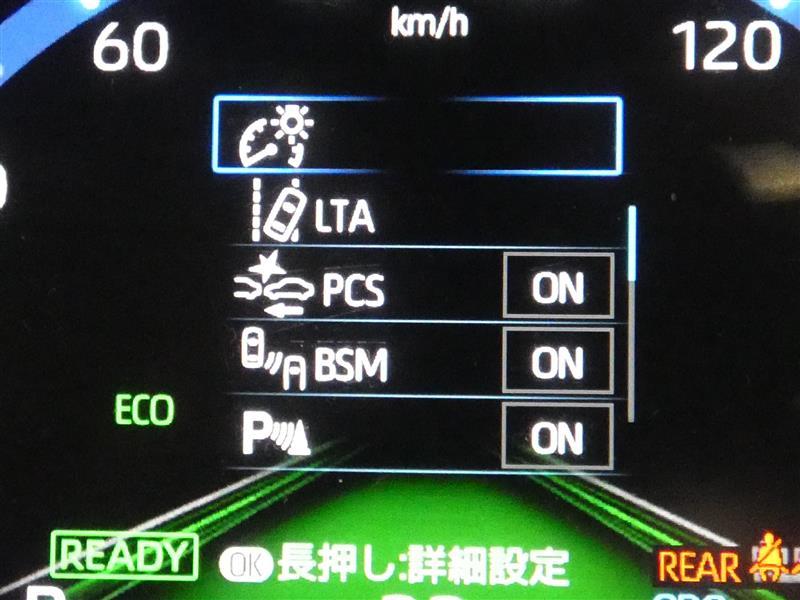 km/h
60
120
LTA
PCS ON
BSM ON
P ON
ECO
READY
OK 長押し:詳細設定
REAR